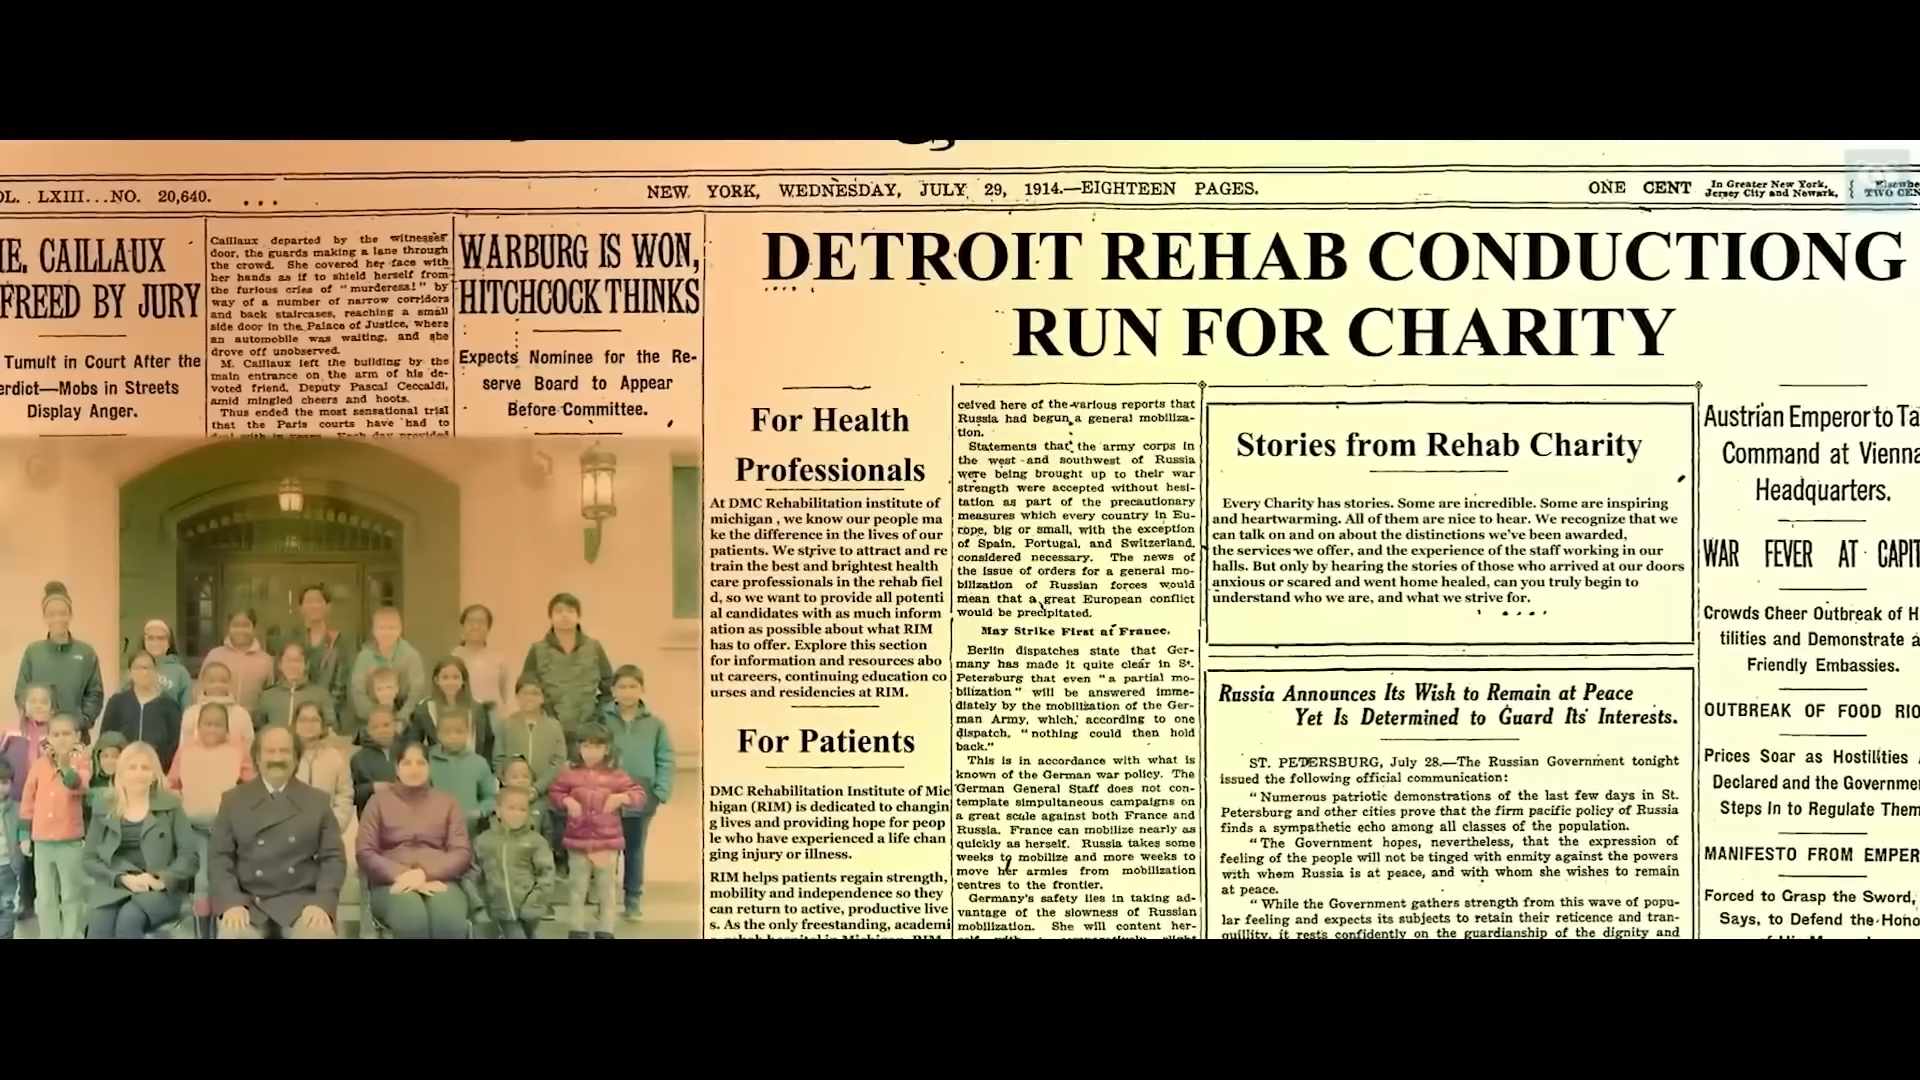 NEW YORK, WEDNESDAY, JULY 29, 1914.—EIGHTEEN PAGES.
LXIII...NO. 20,640.
ONE CENT
In Greater New York,
Jersey City and Newark,
CAILLAUX
FREED BY JURY
Tumult in Court After the
Mobs in Streets
Display Anger.
Caillaux departed by the witnesses'
door, the guards making a lane through
the crowd. She covered her face with
her hands as if to shield herself from
the furious cries of "murderess!" by
way of a number of narrow corridors
and back staircases, reaching a small
side door in the Palace of Justice, where
an automobile was waiting, and she
drove off unobserved.
M. Caillaux left the building by the
main entrance on the arm of his de-
voted friend, Deputy Pascal Ceccaldi,
amid mingled cheers and hoots.
Thus ended the most sensational trial
that the Paris courts have had to
WARBURG IS WON,
HITCHCOCK THINKS
Expects Nominee for the Re-
serve Board to Appear
Before Committee.
DETROIT REHAB CONDUCTIONG
RUN FOR CHARITY
For Health
Professionals
At DMC Rehabilitation institute of
michigan , we know our people ma
ke the difference in the lives of our
patients. We strive to attract and re
train the best and brightest health
care professionals in the rehab fiel
d, so we want to provide all potenti
al candidates with as much inform
ation as possible about what RIM
has to offer. Explore this section
for information and resources abo
ut careers, continuing education co
urses and residencies at RIM.
For Patients
DMC Rehabilitation Institute of Mic
higan (RIM) is dedicated to changin
g lives and providing hope for peop
le who have experienced a life chan
ging injury or illness.
RIM helps patients regain strength,
mobility and independence so they
can return to active, productive live
s. As the only freestanding, academi
ceived here of the various reports that
Russia had begun a general mobiliza-
tion.
Statements that the army corps in
the west and southwest of Russia
were being brought up to their war
strength were accepted without hesi-
tation as part of the precautionary
measures which every country in Eu-
rope, big or small, with the exception
of Spain, Portugal, and Switzerland,
considered necessary. The news of
the issue of orders for a general mo-
bilization of Russian forces would
mean that a great European conflict
would be precipitated.
May Strike First at France.
Berlin dispatches state that Ger-
many has made it quite clear in St.
Petersburg that even "a partial mo-
bilization" will be answered imme-
diately by the mobilization of the Ger-
man Army, which, according to one
dispatch, "nothing could then hold
back."
This is in accordance with what is
known of the German war policy. The
German General Staff does not con-
template simpultaneous campaigns on
a great scale against both France and
Russia. France can mobilize nearly as
quickly as herself. Russia takes some
weeks to mobilize and more weeks to
move her armies from mobilization
centres to the frontier.
Germany's safety lies in taking ad-
vantage of the slowness of Russian
mobilization. She will content her-
Stories from Rehab Charity
Every Charity has stories. Some are incredible. Some are inspiring
and heartwarming. All of them are nice to hear. We recognize that we
can talk on and on about the distinctions we've been awarded,
the services we offer, and the experience of the staff working in our
halls. But only by hearing the stories of those who arrived at our doors
anxious or scared and went home healed, can you truly begin to
understand who we are, and what we strive for.
Russia Announces Its Wish to Remain at Peace
Yet Is Determined to Guard Its Interests.
ST. PETERSBURG, July 28.—The Russian Government tonight
issued the following official communication:
"Numerous patriotic demonstrations of the last few days in St.
Petersburg and other cities prove that the firm pacific policy of Russia
finds a sympathetic echo among all classes of the population.
"The Government hopes, nevertheless, that the expression of
feeling of the people will not be tinged with enmity against the powers
with whom Russia is at peace, and with whom she wishes to remain
at peace.
"While the Government gathers strength from this wave of popu-
lar feeling and expects its subjects to retain their reticence and tran-
quillity, it rests confidently on the guardianship of the dignity and
Austrian Emperor to Ta
Command at Vienna
Headquarters.
WAR FEVER AT CAPIT
Crowds Cheer Outbreak of H
tilities and Demonstrate a
Friendly Embassies.
OUTBREAK OF FOOD RIO
Prices Soar as Hostilities
Declared and the Governme
Steps In to Regulate Them
MANIFESTO FROM EMPER
Forced to Grasp the Sword,
Says, to Defend the Hono